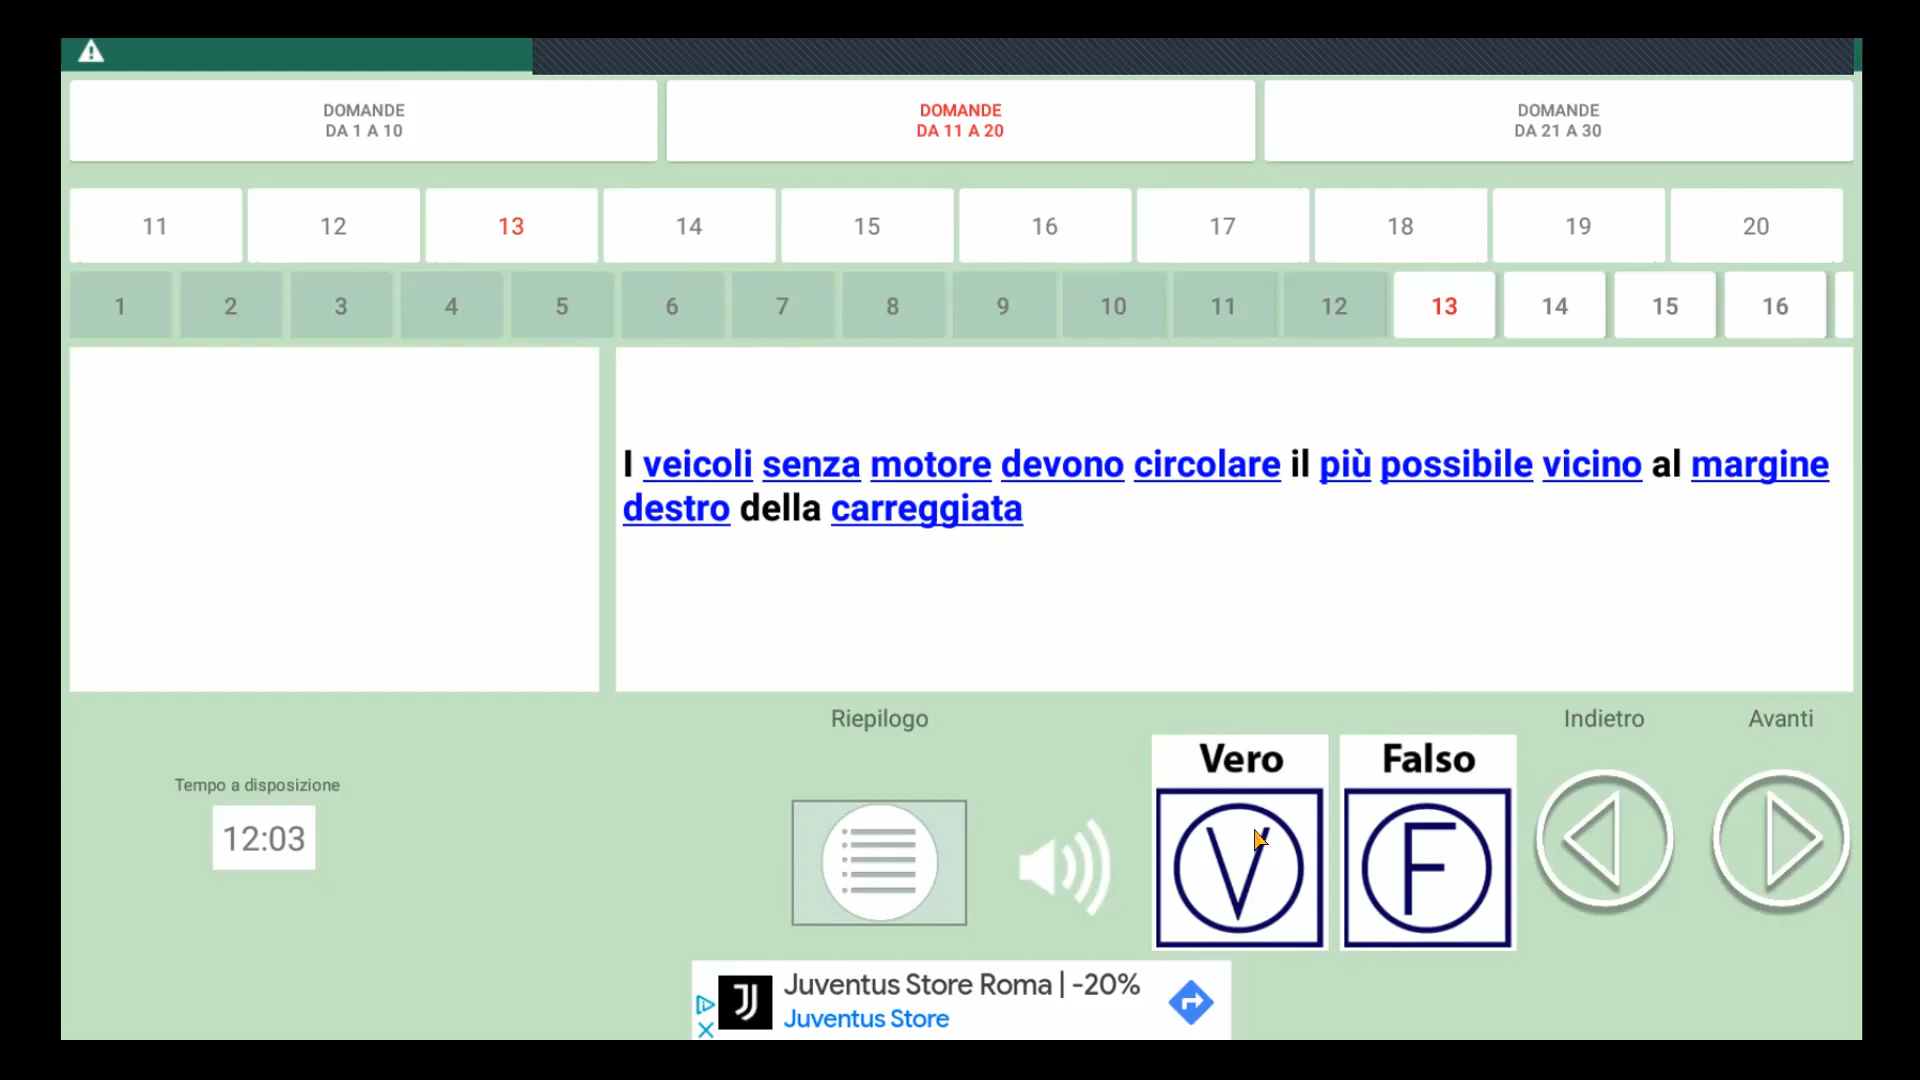 DOMANDE
DA 1 A 10
DOMANDE
DA 11 A 20
DOMANDE
DA 21 A 30
11 12 13 14 15 16 17 18 19 20
1 2 3 4 5 6 7 8 9 10 11 12 13 14 15 16
I veicoli senza motore devono circolare il più possibile vicino al margine
destro della carreggiata
Riepilogo
Indietro
Avanti
Vero
Falso
V
F
Tempo a disposizione
12:03
Juventus Store Roma | -20%
Juventus Store